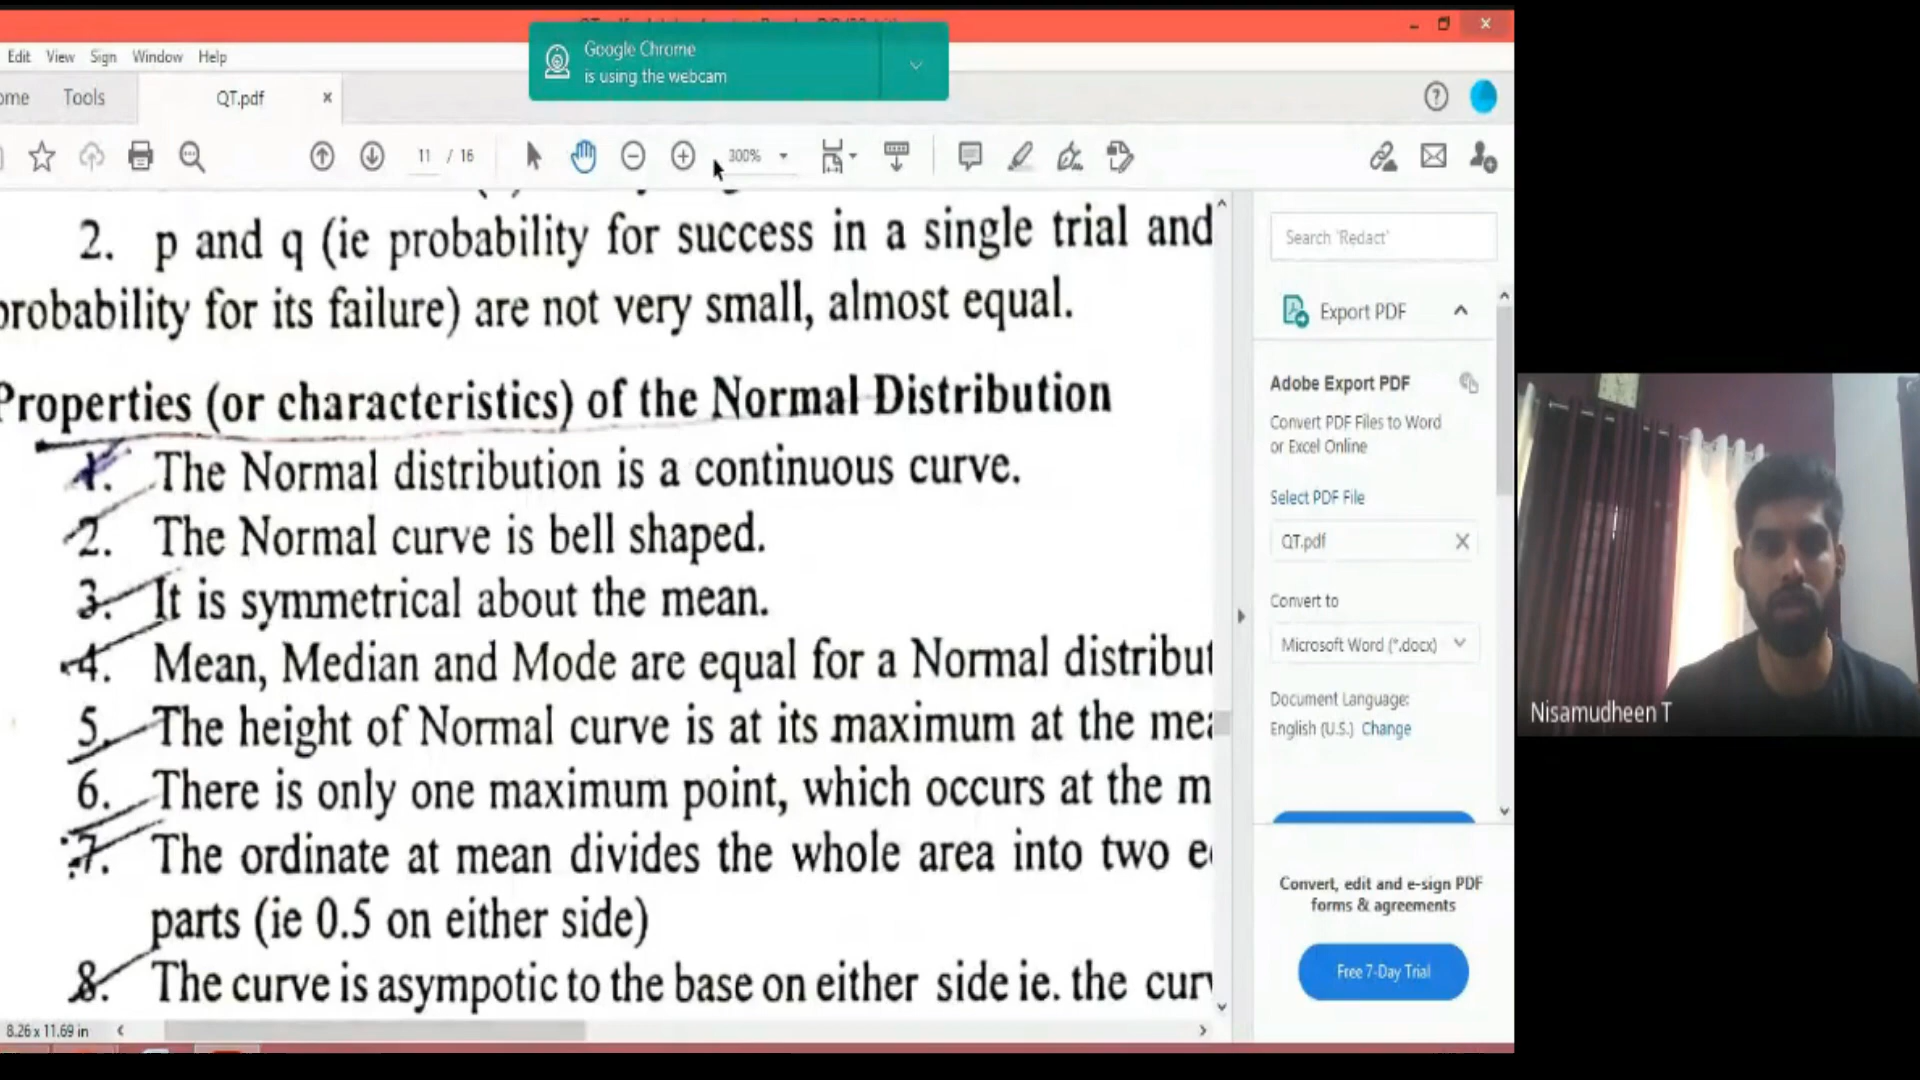 Google Chrome
is using the webcam
Edit View Sign Window Help
Tools QT.pdf
11 / 16 300%
2. p and q (ie probability for success in a single trial and
probability for its failure) are not very small, almost equal.
Properties (or characteristics) of the Normal Distribution
1. The Normal distribution is a continuous curve.
2. The Normal curve is bell shaped.
3. It is symmetrical about the mean.
4. Mean, Median and Mode are equal for a Normal distribut
5. The height of Normal curve is at its maximum at the mea
6. There is only one maximum point, which occurs at the m
7. The ordinate at mean divides the whole area into two e
parts (ie 0.5 on either side)
8. The curve is asympotic to the base on either side ie. the curv
8.26 x 11.69 in
Search 'Redact'
Export PDF
Adobe Export PDF
Convert PDF Files to Word
or Excel Online
Select PDF File
QT.pdf
Convert to
Microsoft Word (*.docx)
Document Language:
English (U.S.) Change
Convert, edit and e-sign PDF
forms & agreements
Free 7-Day Trial
Nisamudheen T